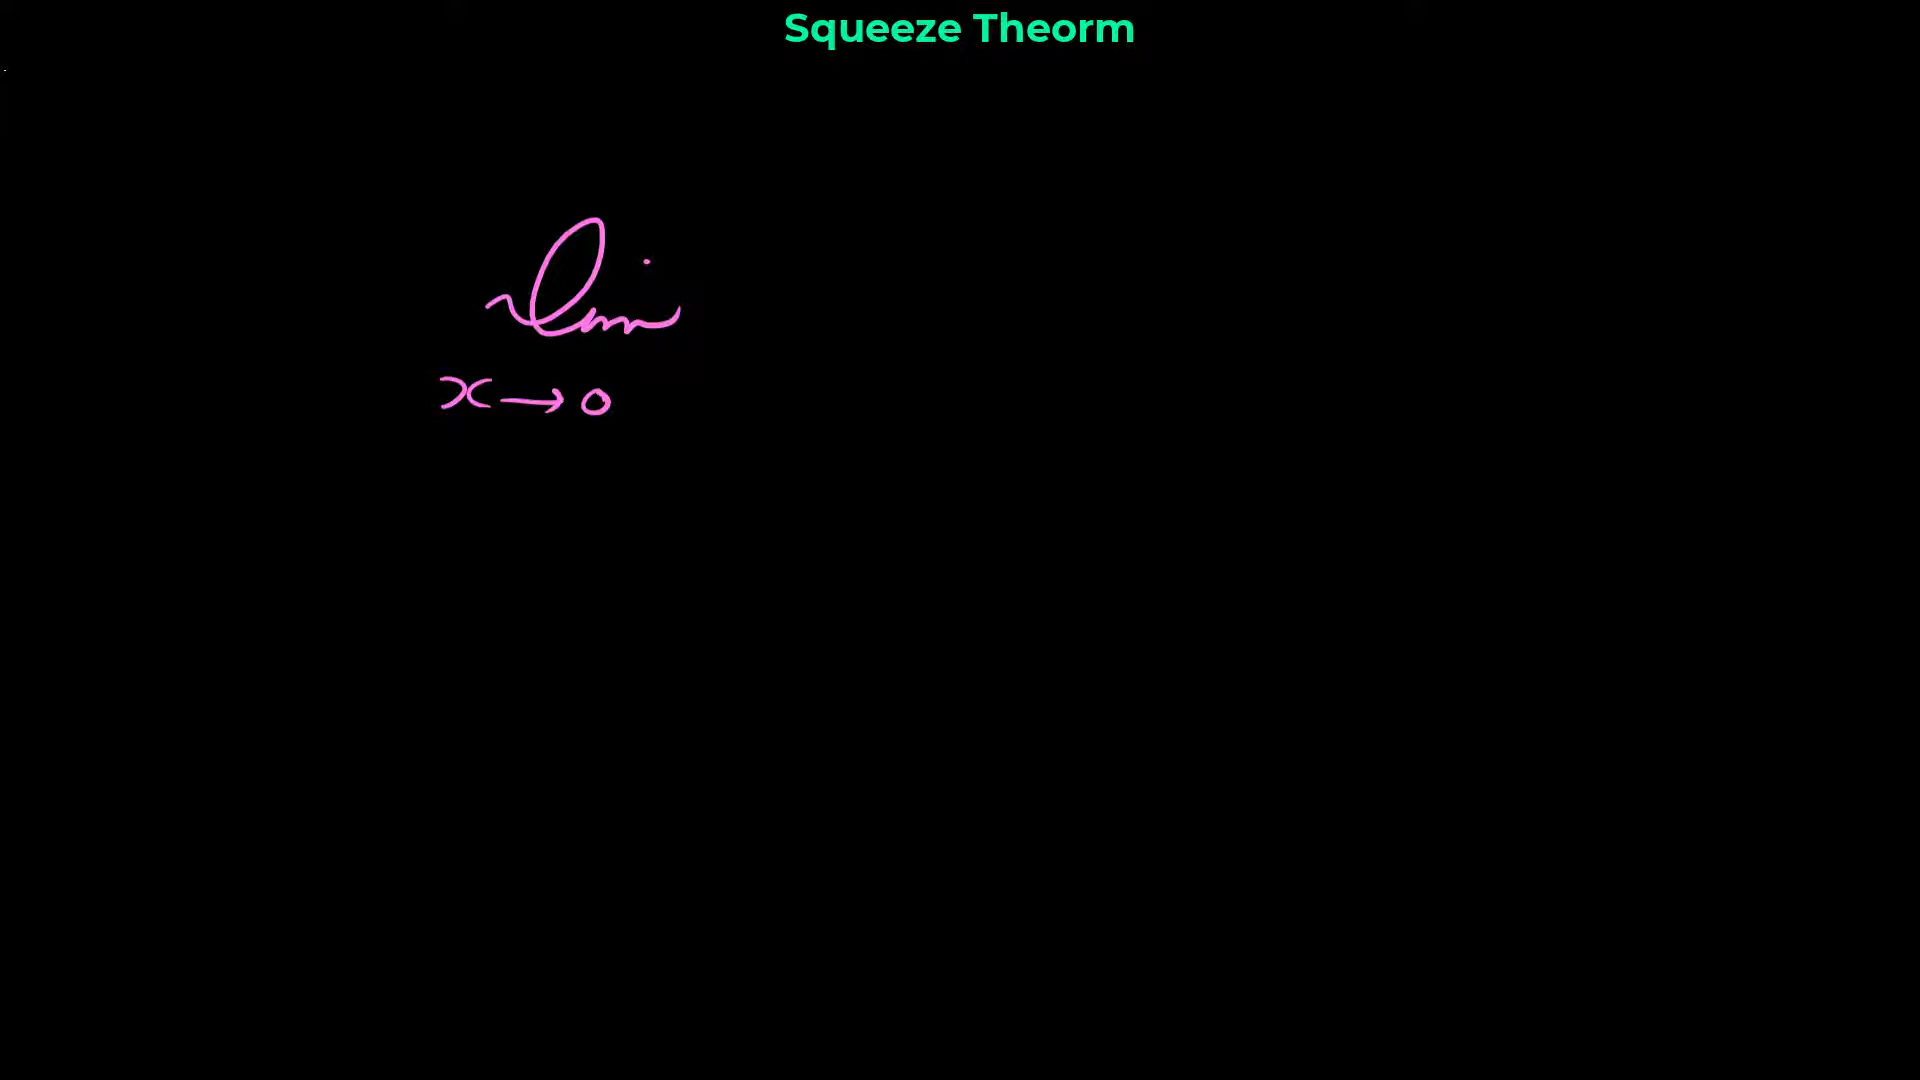 Squeeze Theorm
lim
x → 0